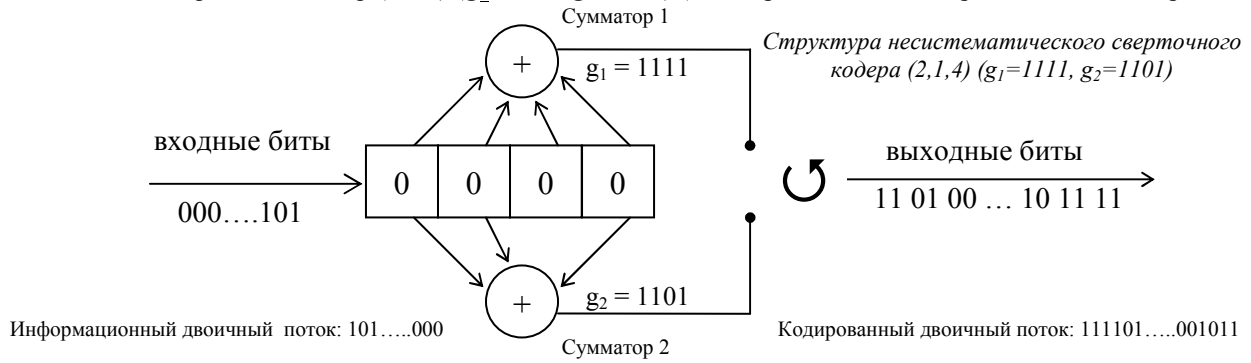 Сумматор 1
Структура несистематического сверточного
кодера (2,1,4) (g1=1111, g2=1101)
+
g1 = 1111
входные биты
000….101
0 0 0 0
выходные биты
11 01 00 … 10 11 11
+
g2 = 1101
Информационный двоичный поток: 101…..000
Кодированный двоичный поток: 111101…..001011
Сумматор 2